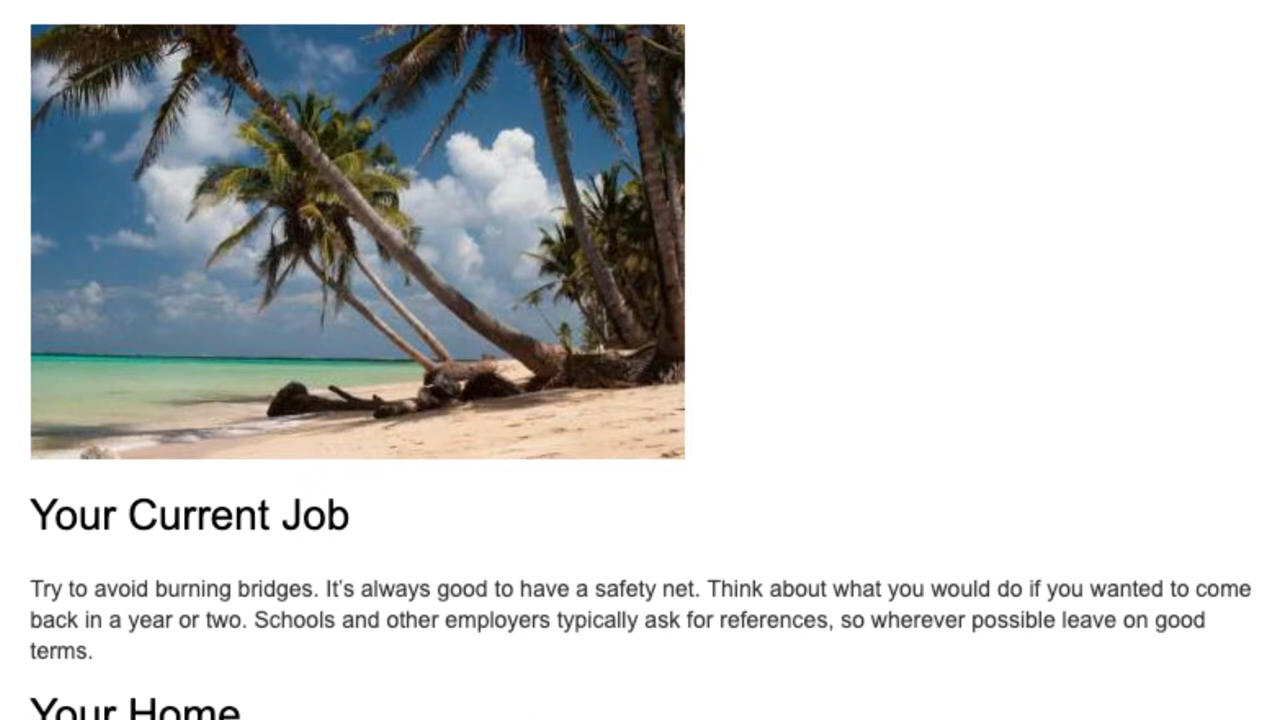 Your Current Job
Try to avoid burning bridges. It’s always good to have a safety net. Think about what you would do if you wanted to come
back in a year or two. Schools and other employers typically ask for references, so wherever possible leave on good
terms.
Your Home